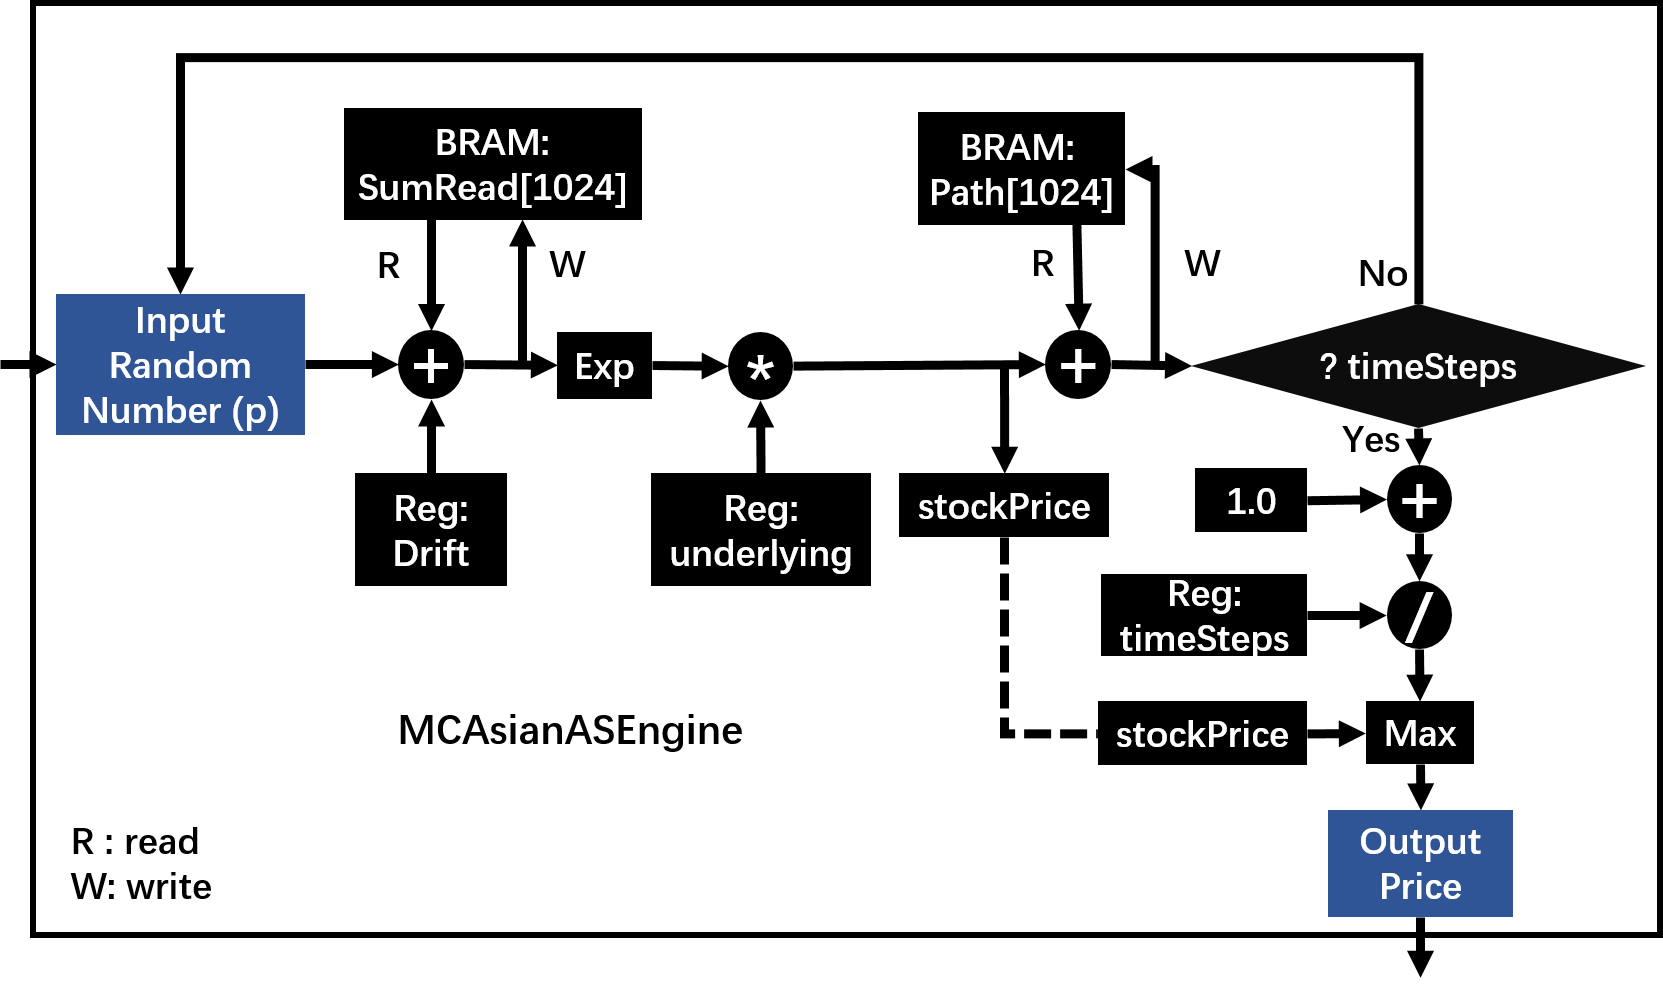 BRAM:
SumRead[1024]
BRAM:
Path[1024]
R
W
R
W
No
Input
Random
Number (p)
+
Exp
*
+
? timeSteps
Yes
Reg:
Drift
Reg:
underlying
stockPrice
1.0
+
Reg:
timeSteps
/
MCAsianASEngine
stockPrice
Max
R : read
W: write
Output
Price